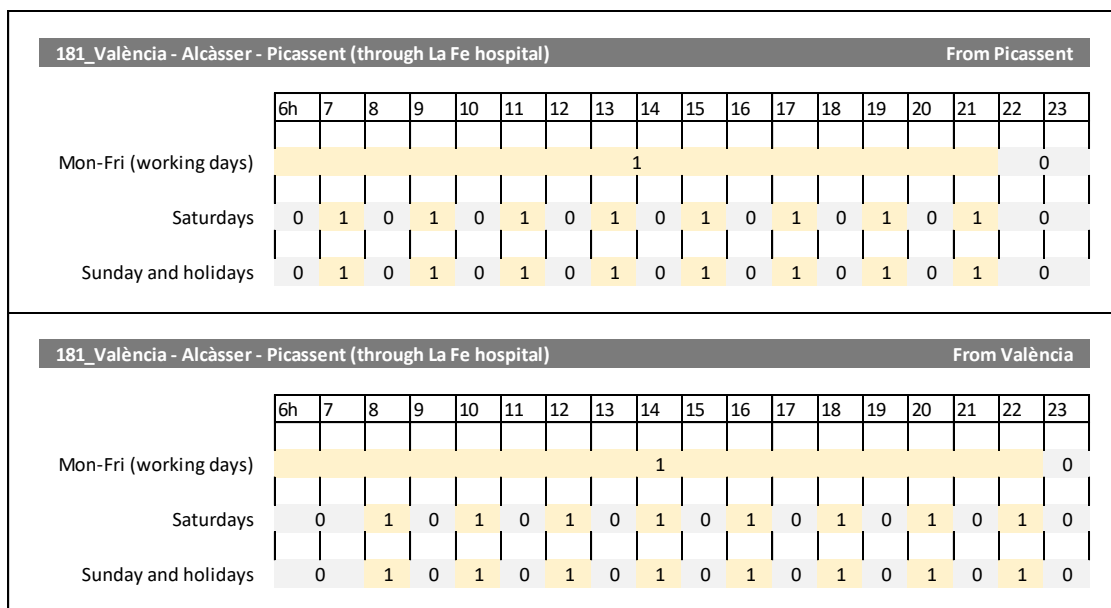 181_València - Alcàsser - Picassent (through La Fe hospital) From Picassent
6h 7 8 9 10 11 12 13 14 15 16 17 18 19 20 21 22 23
Mon-Fri (working days) 1 0
Saturdays 0 1 0 1 0 1 0 1 0 1 0 1 0 1 0 1 0
Sunday and holidays 0 1 0 1 0 1 0 1 0 1 0 1 0 1 0 1 0
181_València - Alcàsser - Picassent (through La Fe hospital) From València
6h 7 8 9 10 11 12 13 14 15 16 17 18 19 20 21 22 23
Mon-Fri (working days) 1 0
Saturdays 0 1 0 1 0 1 0 1 0 1 0 1 0 1 0 1 0
Sunday and holidays 0 1 0 1 0 1 0 1 0 1 0 1 0 1 0 1 0